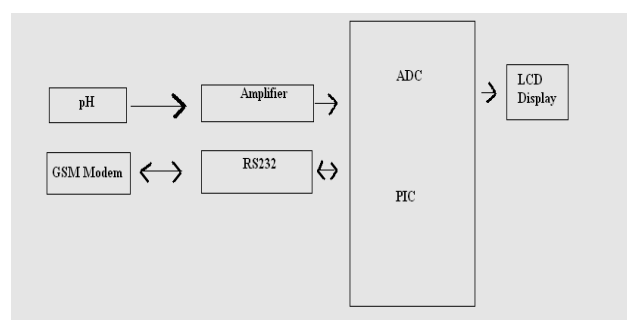 pH
Amplifier
ADC
LCD
Display
GSM Modem
RS232
PIC